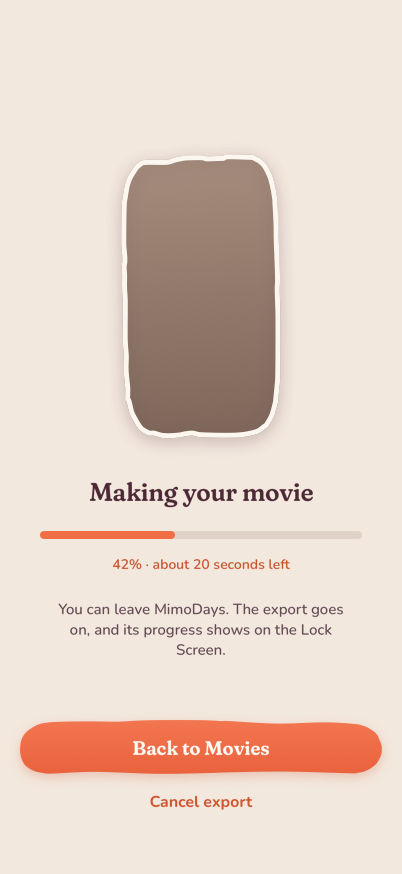 Making your movie
42% · about 20 seconds left
You can leave MimoDays. The export goes
on, and its progress shows on the Lock
Screen.
Back to Movies
Cancel export